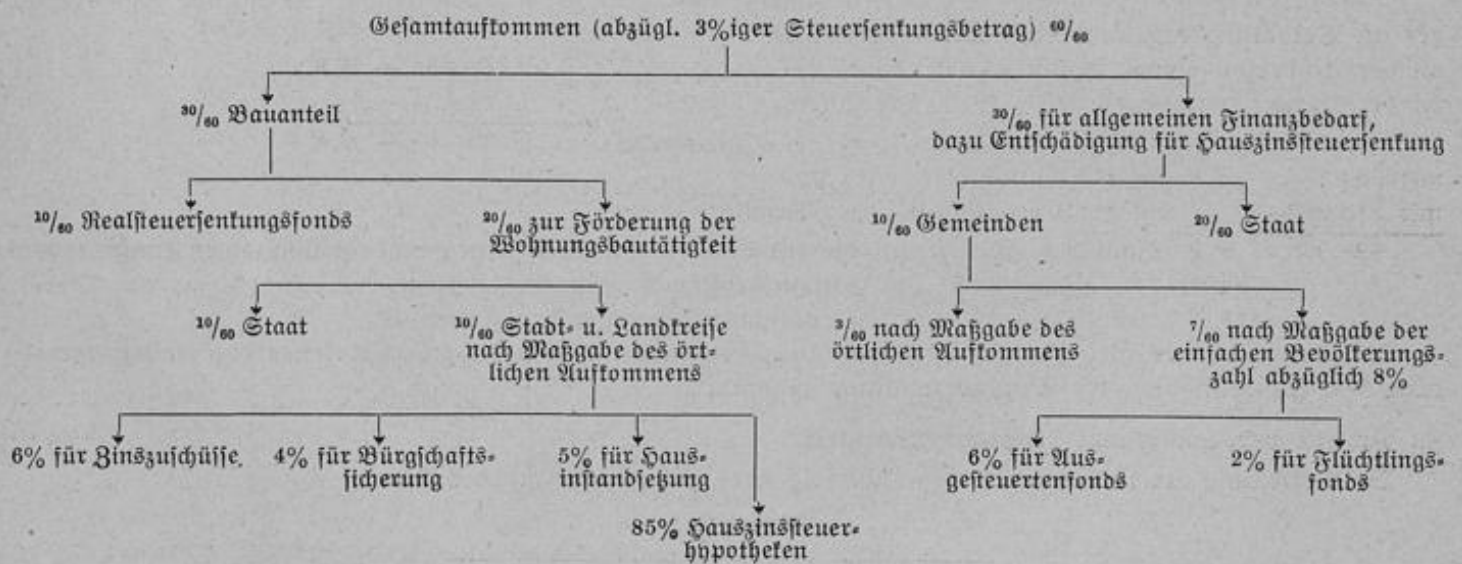 Gesamtaufkommen (abzügl. 3%iger Steuersenkungsbetrag) 60/60
30/60 Bauanteil
30/60 für allgemeinen Finanzbedarf,
dazu Entschädigung für Hauszinssteuersenkung
10/60 Realsteuersenkungsfonds
20/60 zur Förderung der
Wohnungsbautätigkeit
10/60 Gemeinden
20/60 Staat
10/60 Staat
10/60 Stadt- u. Landkreise
nach Maßgabe des ört-
lichen Aufkommens
3/60 nach Maßgabe des
örtlichen Aufkommens
7/60 nach Maßgabe der
einfachen Bevölkerungs-
zahl abzüglich 8%
6% für Zinszuschüsse.
4% für Bürgschafts-
sicherung
5% für Haus-
instandsetzung
85% Hauszinssteuer-
hypotheken
6% für Aus-
gesteuertenfonds
2% für Flüchtlings-
fonds